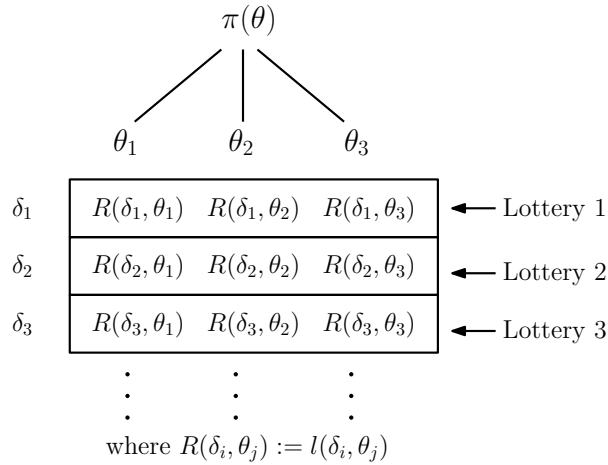 π(θ)
θ₁ θ₂ θ₃
δ₁ R(δ₁, θ₁) R(δ₁, θ₂) R(δ₁, θ₃) Lottery 1
δ₂ R(δ₂, θ₁) R(δ₂, θ₂) R(δ₂, θ₃) Lottery 2
δ₃ R(δ₃, θ₁) R(δ₃, θ₂) R(δ₃, θ₃) Lottery 3
where R(δᵢ, θⱼ) := l(δᵢ, θⱼ)